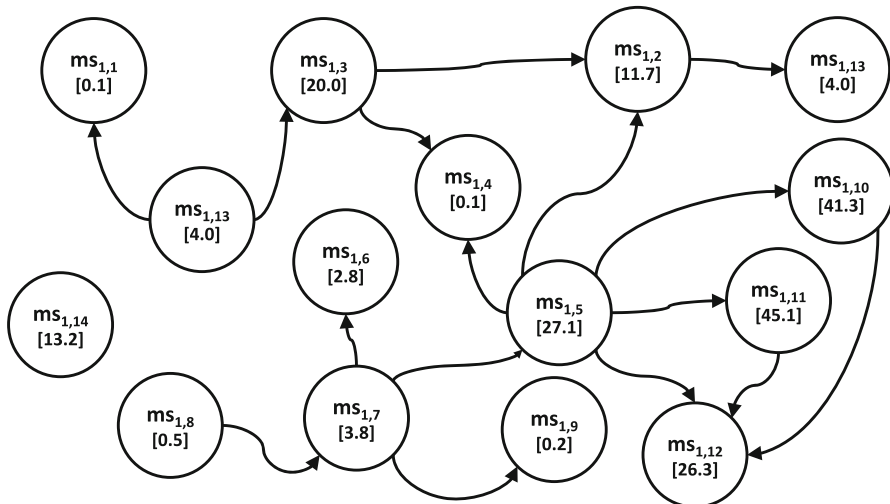 ms1,1
[0.1]
ms1,3
[20.0]
ms1,2
[11.7]
ms1,13
[4.0]
ms1,4
[0.1]
ms1,10
[41.3]
ms1,13
[4.0]
ms1,6
[2.8]
ms1,5
[27.1]
ms1,11
[45.1]
ms1,14
[13.2]
ms1,8
[0.5]
ms1,7
[3.8]
ms1,9
[0.2]
ms1,12
[26.3]